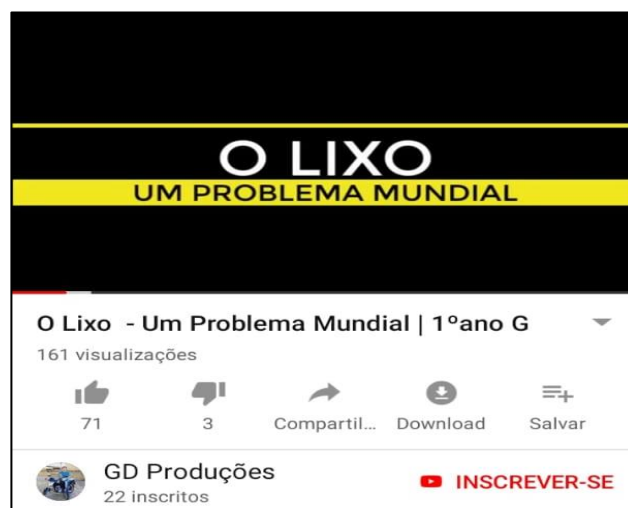 O LIXO
UM PROBLEMA MUNDIAL
O Lixo - Um Problema Mundial | 1ºano G
161 visualizações
71 3 Compartil... Download Salvar
GD Produções
22 inscritos
INSCREVER-SE